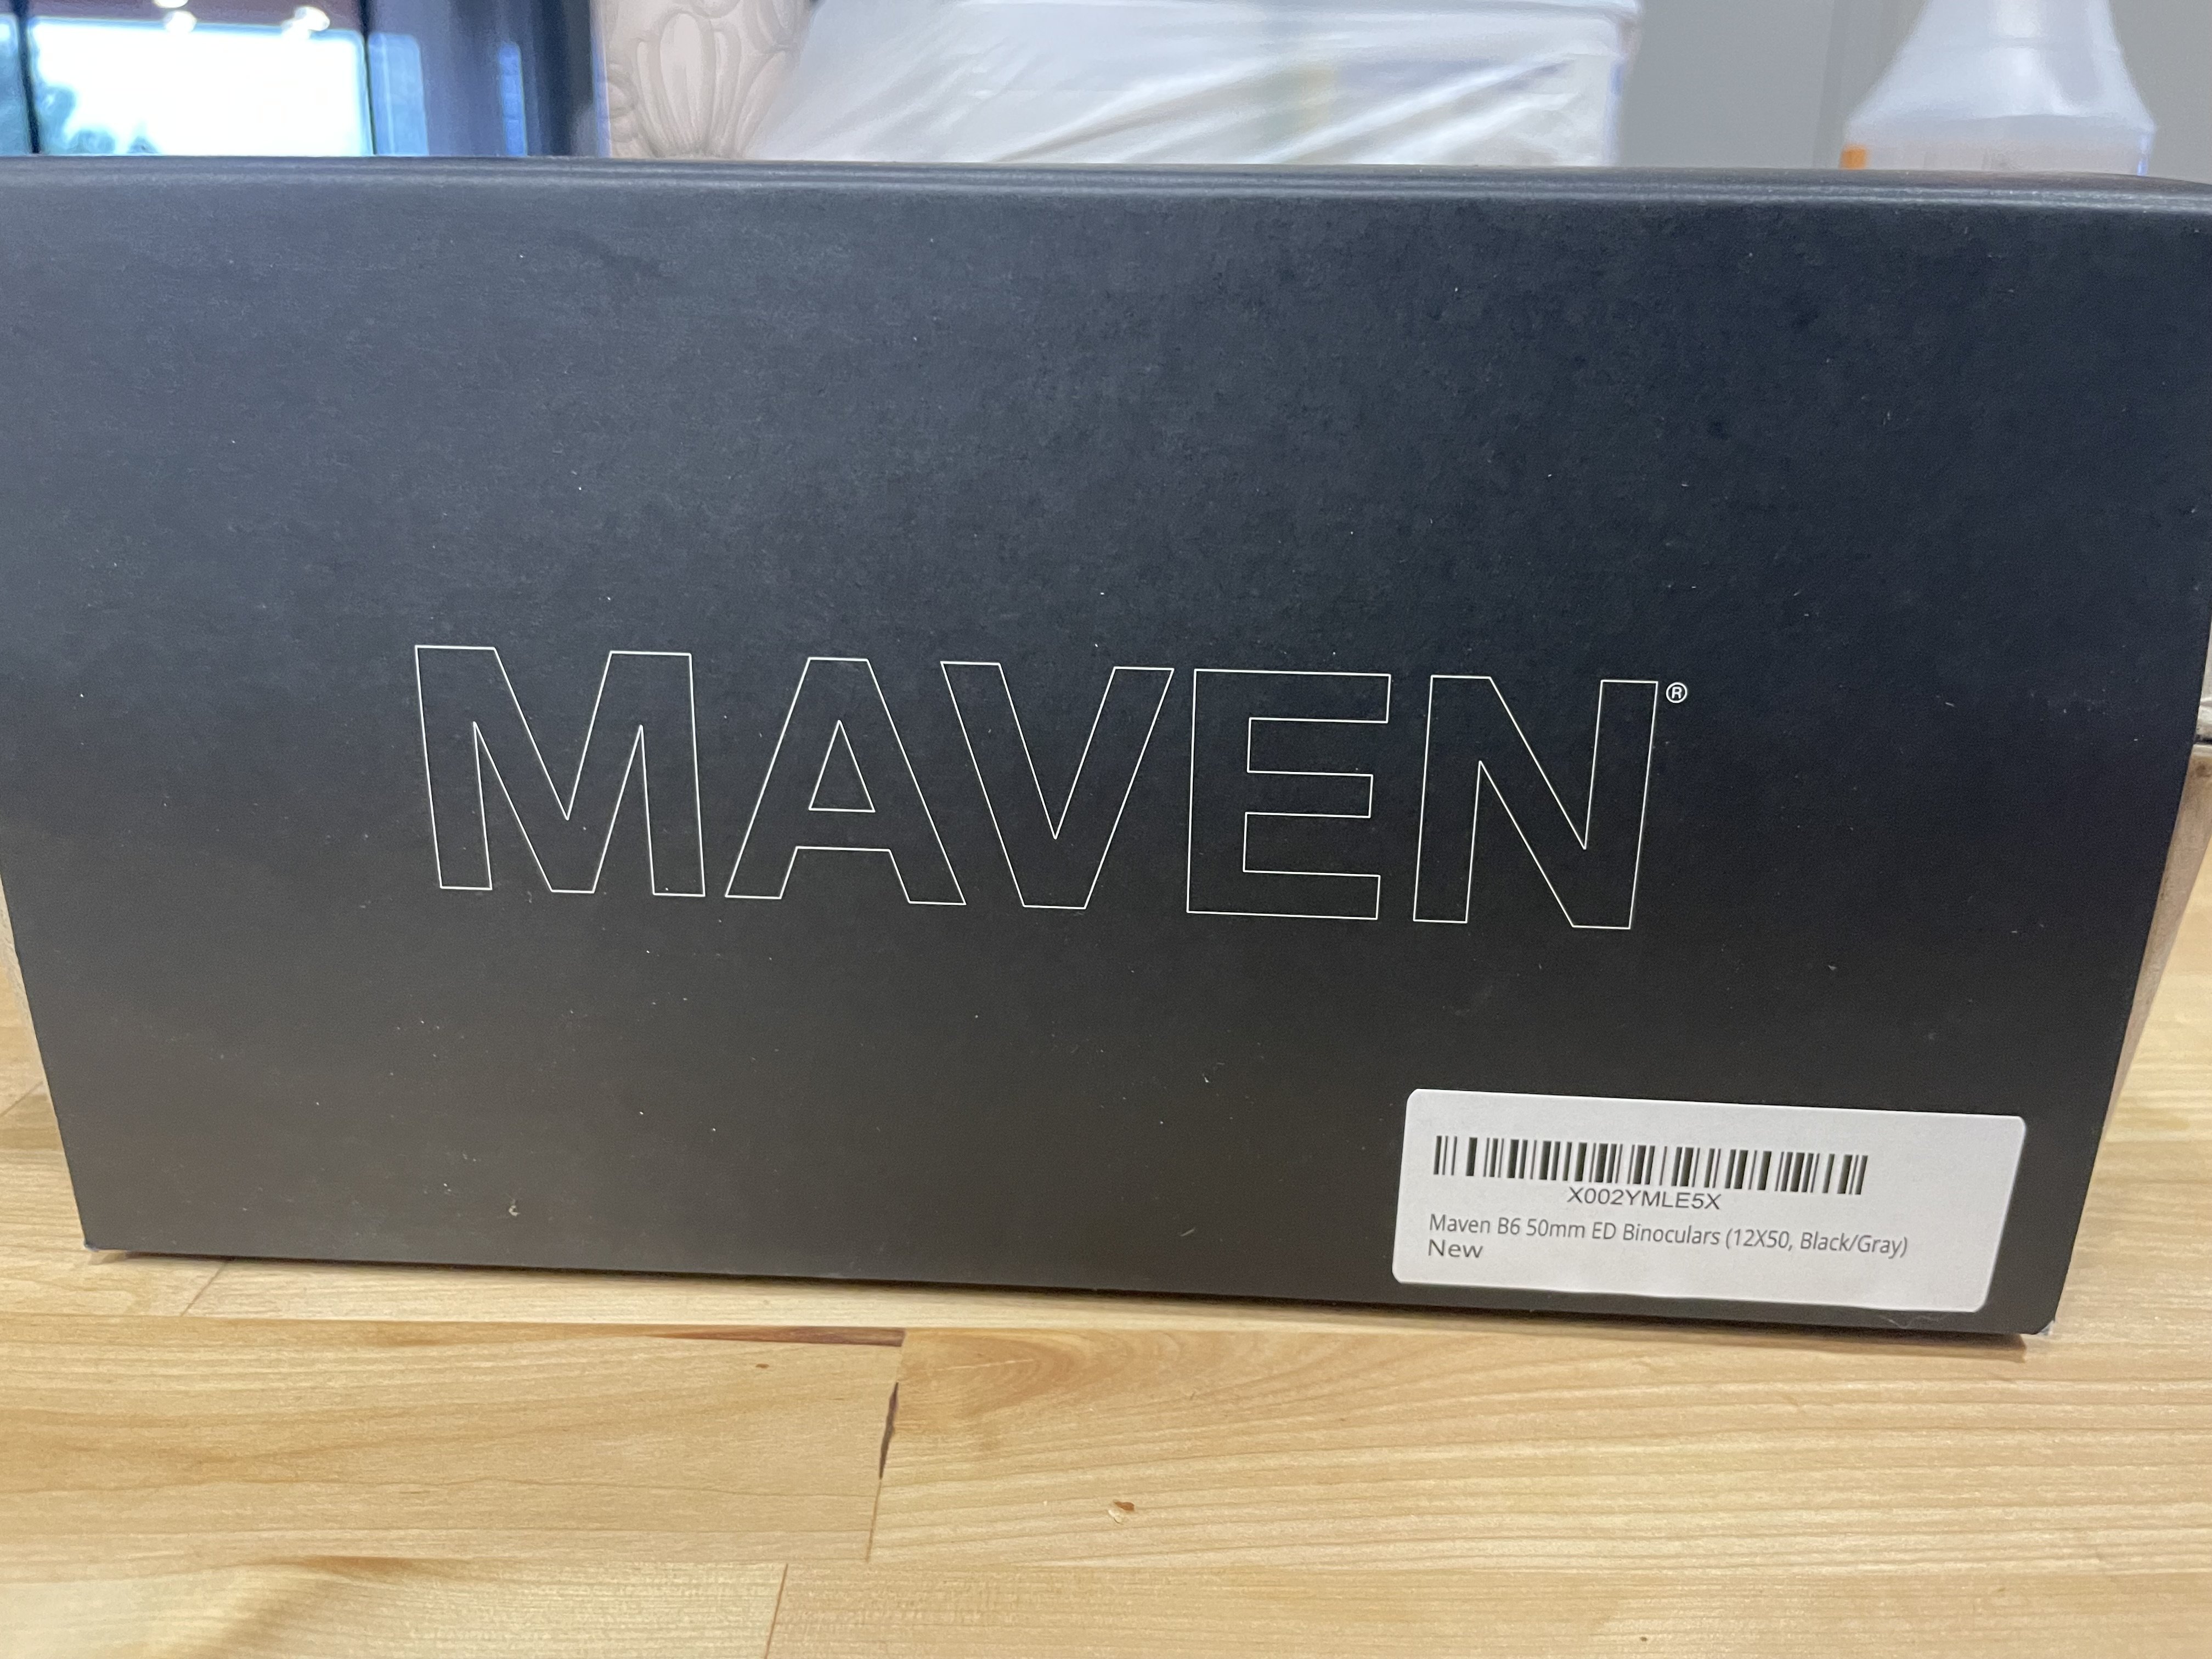 MAVEN®
X002YMLE5X
Maven B6 50mm ED Binoculars (12X50, Black/Gray)
New